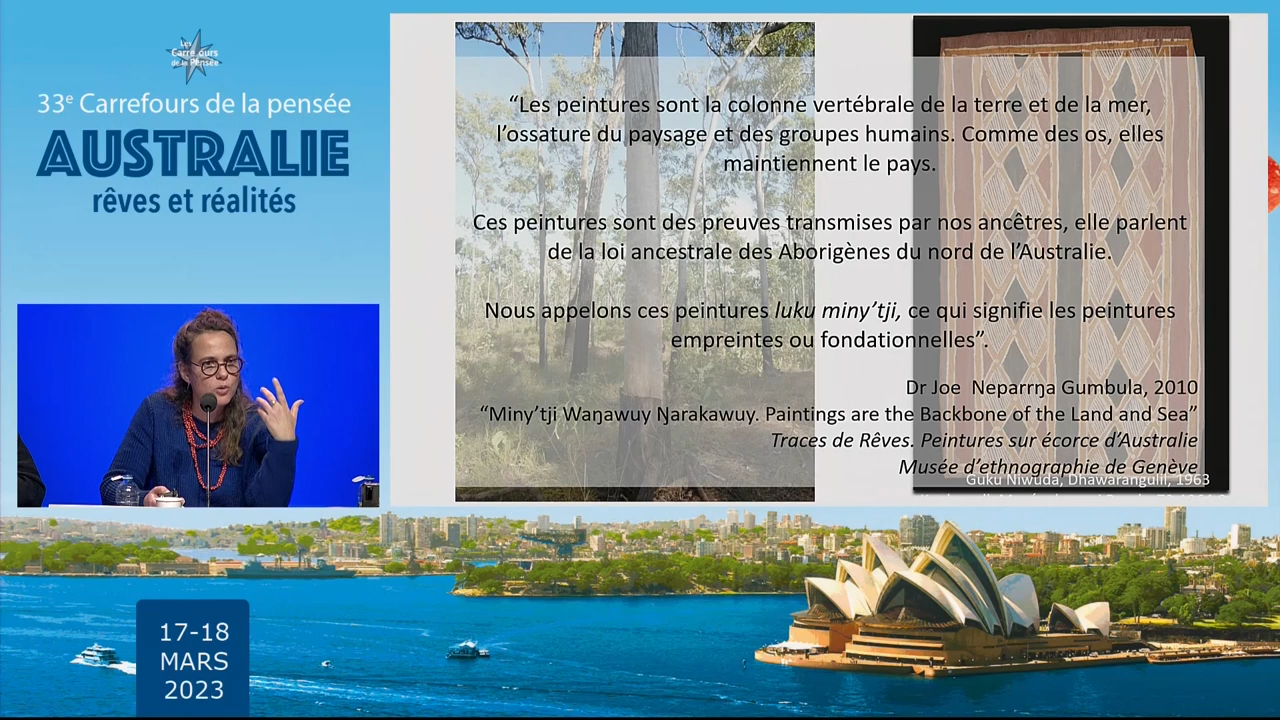 Les
Carrefours
de la Pensée
33e Carrefours de la pensée
AUSTRALIE
rêves et réalités
“Les peintures sont la colonne vertébrale de la terre et de la mer,
l’ossature du paysage et des groupes humains. Comme des os, elles
maintiennent le pays.
Ces peintures sont des preuves transmises par nos ancêtres, elle parlent
de la loi ancestrale des Aborigènes du nord de l’Australie.
Nous appelons ces peintures luku miny’tji, ce qui signifie les peintures
empreintes ou fondationnelles”.
Dr Joe Neparrŋa Gumbula, 2010
“Miny’tji Waŋawuy Ŋarakawuy. Paintings are the Backbone of the Land and Sea”
Traces de Rêves. Peintures sur écorce d’Australie
Musée d’ethnographie de Genève
Guku Niwuda, Dhawarangulil, 1963
17-18
MARS
2023